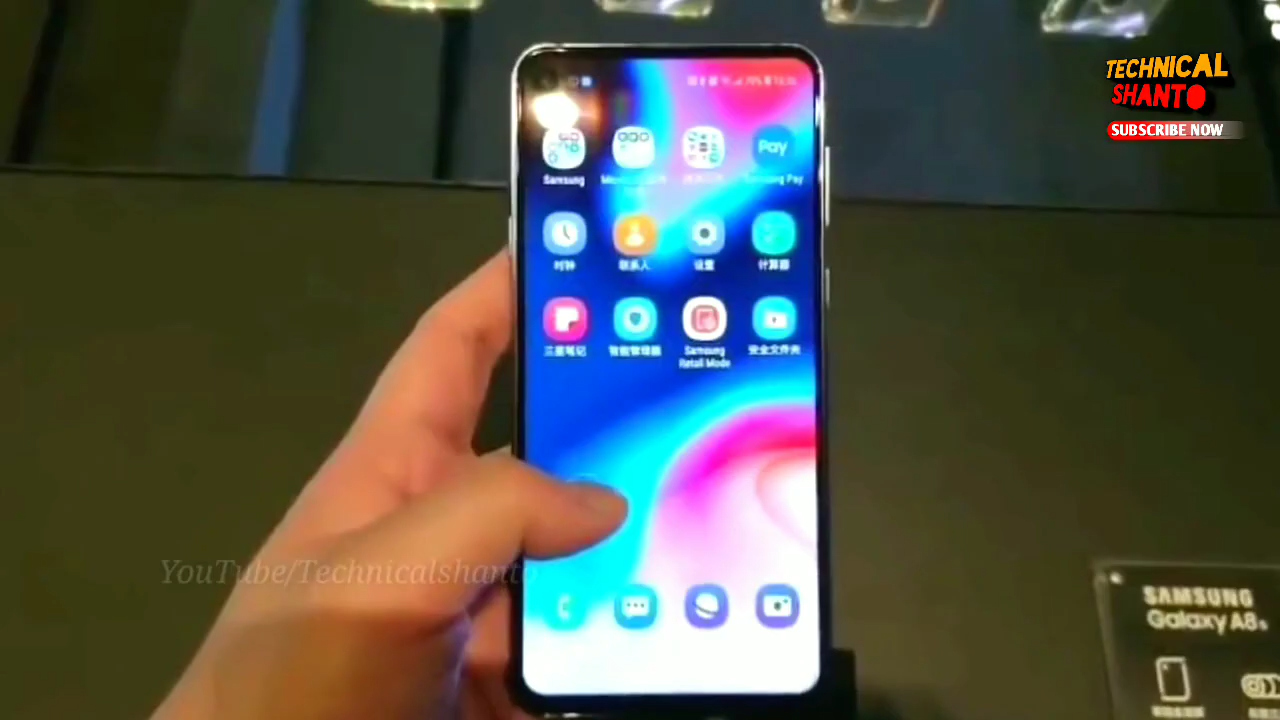 TECHNICAL
SHANTO
SUBSCRIBE NOW
Pay
Samsung
Samsung Pay
时钟
联系人
设置
计算器
三星笔记
智能管理器
Samsung
Retail Mode
安全文件夹
YouTube/Technicalshanto
SAMSUNG
Galaxy A8s